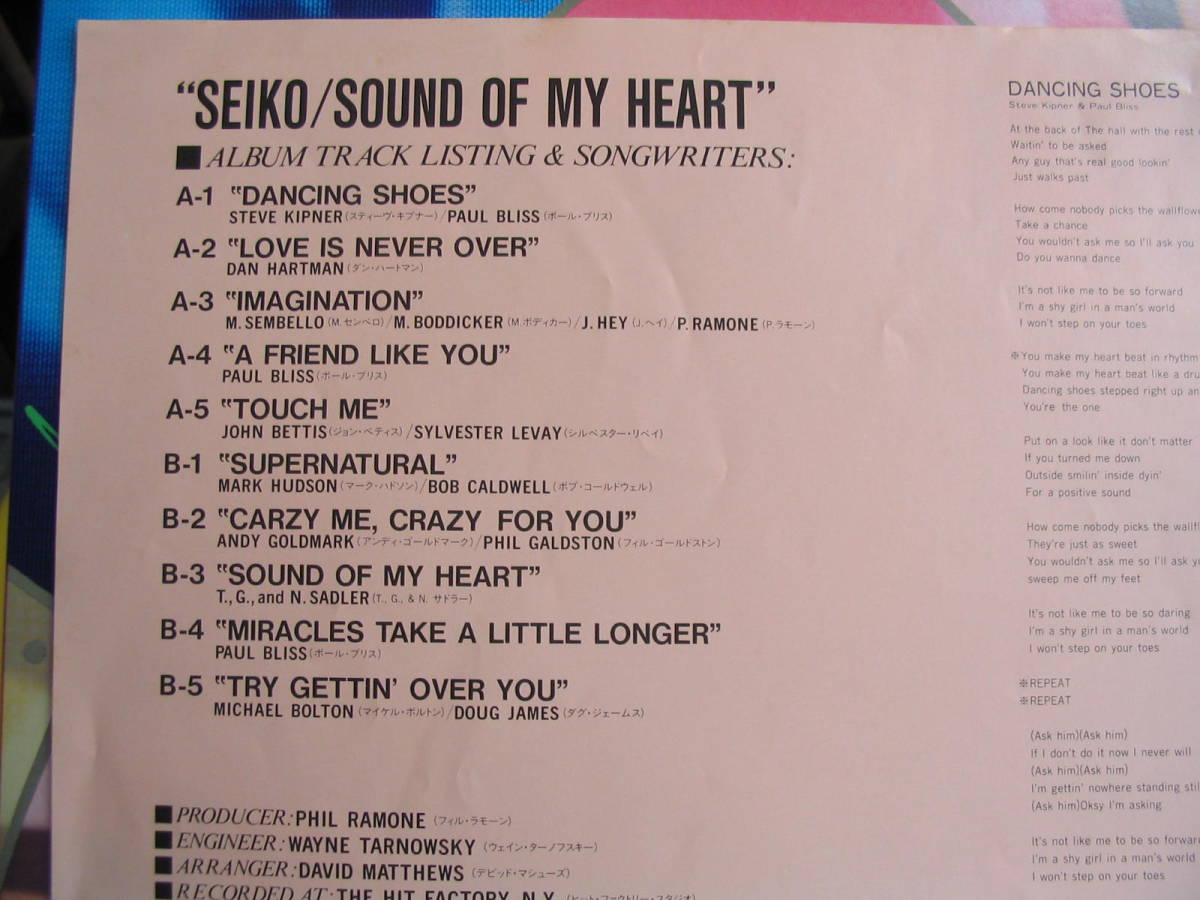 “SEIKO/SOUND OF MY HEART”
■ALBUM TRACK LISTING & SONGWRITERS:
A-1 “DANCING SHOES”
STEVE KIPNER(スティーヴ・キプナー)/PAUL BLISS(ポール・ブリス)
A-2 “LOVE IS NEVER OVER”
DAN HARTMAN(ダン・ハートマン)
A-3 “IMAGINATION”
M. SEMBELLO(M.センベロ)/M. BODDICKER(M.ボディカー)/J. HEY(J.ヘイ)/P. RAMONE(P.ラモーン)
A-4 “A FRIEND LIKE YOU”
PAUL BLISS(ポール・ブリス)
A-5 “TOUCH ME”
JOHN BETTIS(ジョン・ベティス)/SYLVESTER LEVAY(シルベスター・リベイ)
B-1 “SUPERNATURAL”
MARK HUDSON(マーク・ハドソン)/BOB CALDWELL(ボブ・コールドウェル)
B-2 “CARZY ME, CRAZY FOR YOU”
ANDY GOLDMARK(アンディ・ゴールドマーク)/PHIL GALDSTON(フィル・ゴールドストン)
B-3 “SOUND OF MY HEART”
T., G., and N. SADLER(T., G., & N. サドラー)
B-4 “MIRACLES TAKE A LITTLE LONGER”
PAUL BLISS(ポール・ブリス)
B-5 “TRY GETTIN’ OVER YOU”
MICHAEL BOLTON(マイケル・ボルトン)/DOUG JAMES(ダグ・ジェームス)
■PRODUCER:PHIL RAMONE(フィル・ラモーン)
■ENGINEER:WAYNE TARNOWSKY(ウェイン・ターノフスキー)
■ARRANGER:DAVID MATTHEWS(デビッド・マシューズ)
■RECORDED AT:THE HIT FACTORY, N.Y.(ヒット・ファクトリー・スタジオ)
DANCING SHOES
Steve Kipner & Paul Bliss
At the back of The hall with the rest
Waitin' to be asked
Any guy that's real good lookin'
Just walks past
How come nobody picks the wallflowe
Take a chance
You wouldn't ask me so I'll ask you
Do you wanna dance
It's not like me to be so forward
I'm a shy girl in a man's world
I won't step on your toes
※You make my heart beat in rhythm
You make my heart beat like a dru
Dancing shoes stepped right up an
You're the one
Put on a look like it don't matter
If you turned me down
Outside smilin' inside dyin'
For a positive sound
How come nobody picks the wallfl
They're just as sweet
You wouldn't ask me so I'll ask y
sweep me off my feet
It's not like me to be so daring
I'm a shy girl in a man's world
I won't step on your toes
※REPEAT
※REPEAT
(Ask him)(Ask him)
If I don't do it now I never will
(Ask him)(Ask him)
I'm gettin' nowhere standing stil
(Ask him)Oksy I'm asking
It's not like me to be so forwar
I'm a shy girl in a man's world
I won't step on your toes